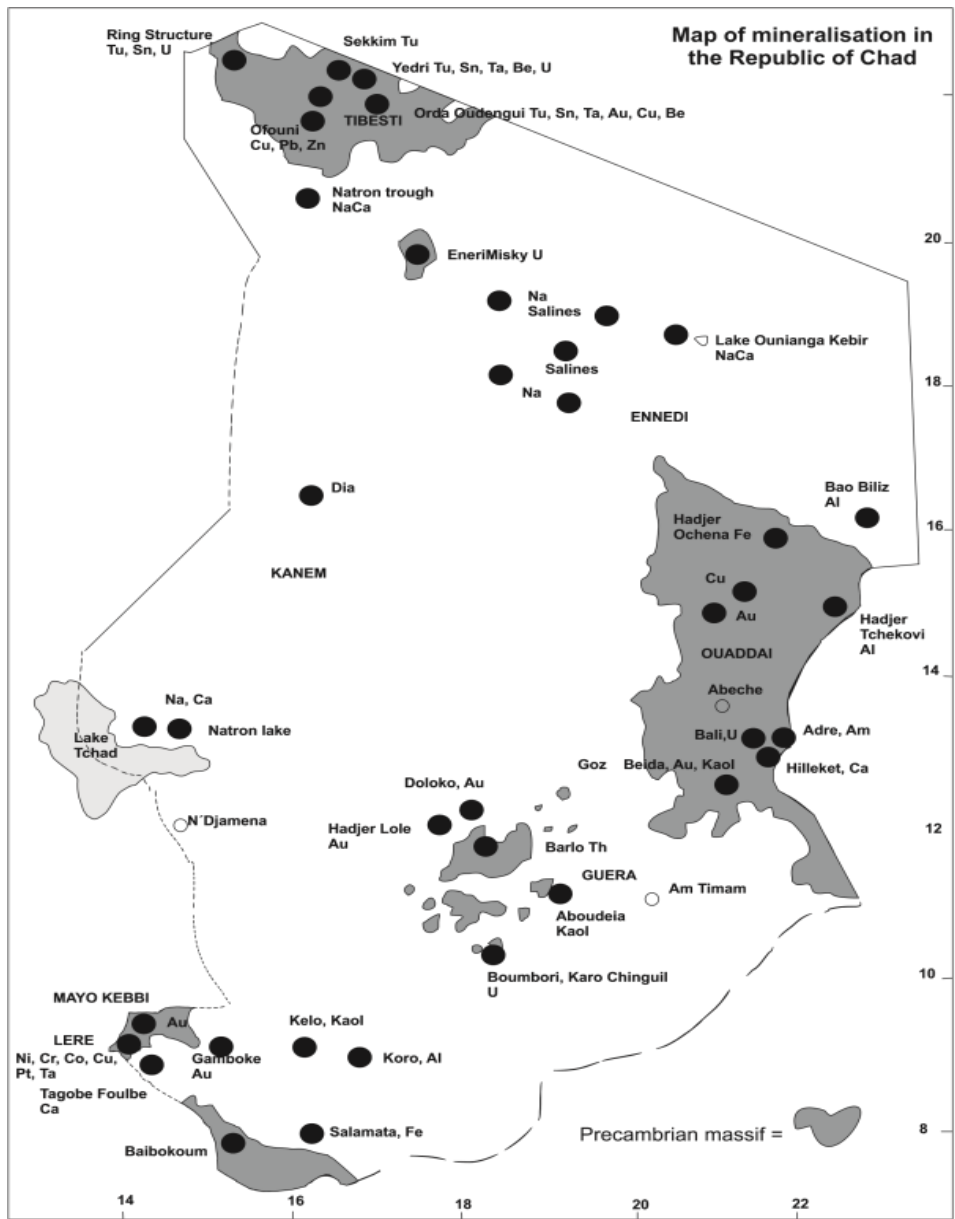 Map of mineralisation in
the Republic of Chad
Ring Structure
Tu, Sn, U
Sekkim Tu
Yedri Tu, Sn, Ta, Be, U
Orda Oudengui Tu, Sn, Ta, Au, Cu, Be
TIBESTI
Ofouni
Cu, Pb, Zn
Natron trough
NaCa
20
EneriMisky U
Na
Salines
Lake Ounianga Kebir
NaCa
Salines
18
Na
ENNEDI
Dia
Bao Biliz
Al
Hadjer
Ochena Fe
16
KANEM
Cu
Au
Hadjer
Tchekovi
Al
OUADDAI
14
Abeche
Na, Ca
Natron lake
Lake
Tchad
Bali,U
Adre, Am
Goz Beida, Au, Kaol
Hilleket, Ca
Doloko, Au
N´Djamena
Hadjer Lole
Au
12
Barlo Th
GUERA
Am Timam
Aboudeia
Kaol
Boumbori, Karo Chinguil
U
10
MAYO KEBBI
Au
Kelo, Kaol
LERE
Ni, Cr, Co, Cu,
Pt, Ta
Gamboke
Au
Koro, Al
Tagobe Foulbe
Ca
Salamata, Fe
Baibokoum
Precambrian massif =
8
14
16
18
20
22